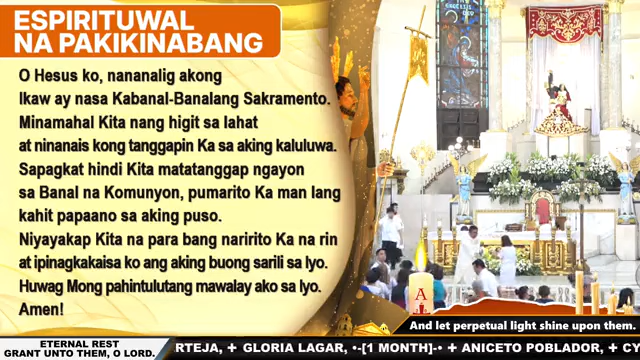 ESPIRITUWAL
NA PAKIKINABANG
O Hesus ko, nananalig akong
Ikaw ay nasa Kabanal-Banalang Sakramento.
Minamahal Kita nang higit sa lahat
at ninanais kong tanggapin Ka sa aking kaluluwa.
Sapagkat hindi Kita matatanggap ngayon
sa Banal na Komunyon, pumarito Ka man lang
kahit papaano sa aking puso.
Niyayakap Kita na para bang naririto Ka na rin
at ipinagkakaisa ko ang aking buong sarili sa Iyo.
Huwag Mong pahintulutang mawalay ako sa Iyo.
Amen!
And let perpetual light shine upon them.
ETERNAL REST
GRANT UNTO THEM, O LORD.
RTEJA, + GLORIA LAGAR, •-[1 MONTH]-• + ANICETO POBLADOR, + CV